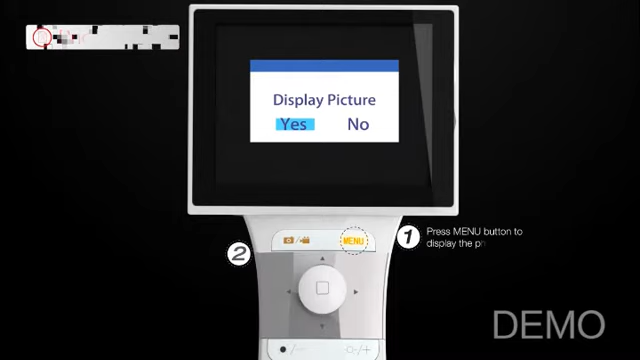 Display Picture
Yes No
MENU
2
1 Press MENU button to
display the
DEMO